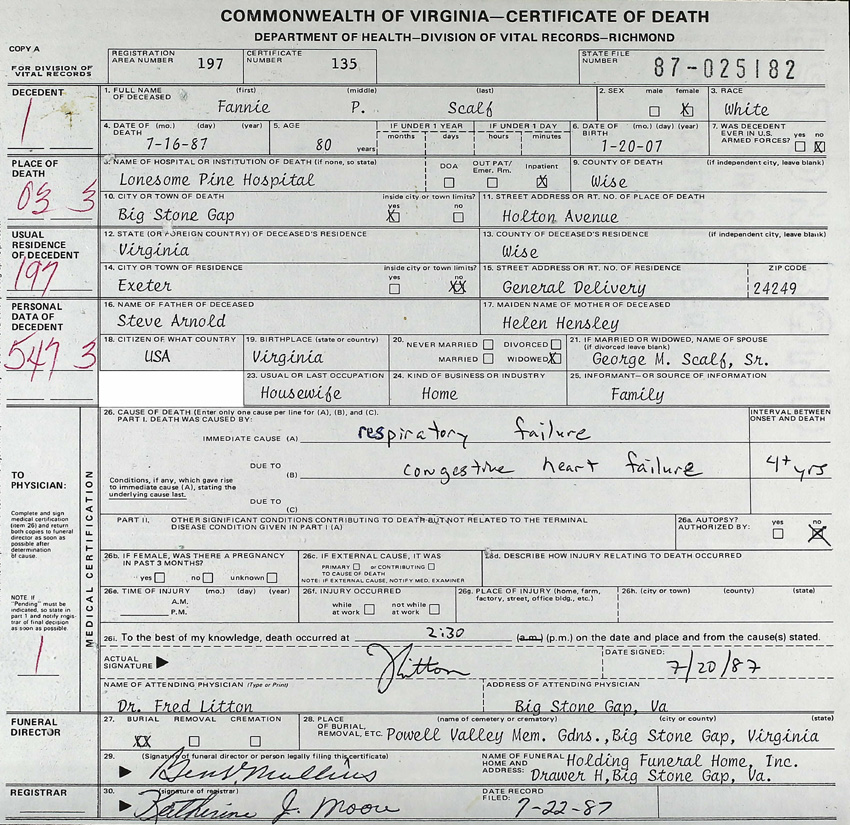 COMMONWEALTH OF VIRGINIA—CERTIFICATE OF DEATH
DEPARTMENT OF HEALTH—DIVISION OF VITAL RECORDS—RICHMOND
COPY A
FOR DIVISION OF VITAL RECORDS
REGISTRATION AREA NUMBER 197
CERTIFICATE NUMBER 135
STATE FILE NUMBER 87-025182
DECEDENT
1
1. FULL NAME OF DECEASED (first) (middle) (last)
Fannie P. Scalf
2. SEX male female X
3. RACE
White
4. DATE OF DEATH (mo.) (day) (year)
7-16-87
5. AGE
80 years
IF UNDER 1 YEAR months days
IF UNDER 1 DAY hours minutes
6. DATE OF BIRTH (mo.) (day) (year)
1-20-07
7. WAS DECEDENT EVER IN U.S. ARMED FORCES? yes no X
PLACE OF DEATH
03 3
8. NAME OF HOSPITAL OR INSTITUTION OF DEATH (if none, so state)
Lonesome Pine Hospital
DOA OUT PAT/ Emer. Rm. Inpatient X
9. COUNTY OF DEATH (if independent city, leave blank)
Wise
10. CITY OR TOWN OF DEATH inside city or town limits? yes no
Big Stone Gap X
11. STREET ADDRESS OR RT. NO. OF PLACE OF DEATH
Holton Avenue
USUAL RESIDENCE OF DECEDENT
197
12. STATE (OR FOREIGN COUNTRY) OF DECEASED'S RESIDENCE
Virginia
13. COUNTY OF DECEASED'S RESIDENCE (if independent city, leave blank)
Wise
14. CITY OR TOWN OF RESIDENCE inside city or town limits? yes no
Exeter XX
15. STREET ADDRESS OR RT. NO. OF RESIDENCE ZIP CODE
General Delivery 24249
PERSONAL DATA OF DECEDENT
547 3
16. NAME OF FATHER OF DECEASED
Steve Arnold
17. MAIDEN NAME OF MOTHER OF DECEASED
Helen Hensley
18. CITIZEN OF WHAT COUNTRY
USA
19. BIRTHPLACE (state or country)
Virginia
20. NEVER MARRIED DIVORCED
MARRIED WIDOWED X
21. IF MARRIED OR WIDOWED, NAME OF SPOUSE (if divorced leave blank)
George M. Scalf, Sr.
23. USUAL OR LAST OCCUPATION
Housewife
24. KIND OF BUSINESS OR INDUSTRY
Home
25. INFORMANT—OR SOURCE OF INFORMATION
Family
TO PHYSICIAN:
Complete and sign medical certification (item 26) and return both copies to funeral director as soon as possible after determination of cause.
NOTE: If "Pending" must be indicated, so state in part 1 and notify registrar of final decision as soon as possible.
1
MEDICAL CERTIFICATION
26. CAUSE OF DEATH (Enter only one cause per line for (A), (B), and (C).
PART I. DEATH WAS CAUSED BY:
INTERVAL BETWEEN ONSET AND DEATH
IMMEDIATE CAUSE (A) respiratory failure
DUE TO (B) congestive heart failure 4+ yrs
Conditions, if any, which gave rise to immediate cause (A), stating the underlying cause last.
DUE TO (C)
PART II. OTHER SIGNIFICANT CONDITIONS CONTRIBUTING TO DEATH BUT NOT RELATED TO THE TERMINAL DISEASE CONDITION GIVEN IN PART I (A)
26a. AUTOPSY? AUTHORIZED BY: yes no X
26b. IF FEMALE, WAS THERE A PREGNANCY IN PAST 3 MONTHS?
yes no unknown
26c. IF EXTERNAL CAUSE, IT WAS
PRIMARY or CONTRIBUTING
TO CAUSE OF DEATH
NOTE: IF EXTERNAL CAUSE, NOTIFY MED. EXAMINER
26d. DESCRIBE HOW INJURY RELATING TO DEATH OCCURRED
26e. TIME OF INJURY (mo.) (day) (year)
A.M.
P.M.
26f. INJURY OCCURRED
while at work not while at work
26g. PLACE OF INJURY (home, farm, factory, street, office bldg., etc.)
26h. (city or town) (county) (state)
26i. To the best of my knowledge, death occurred at 2:30 (a.m.) (p.m.) on the date and place and from the cause(s) stated.
ACTUAL SIGNATURE
Litton
DATE SIGNED:
7/20/87
NAME OF ATTENDING PHYSICIAN (Type or Print)
Dr. Fred Litton
ADDRESS OF ATTENDING PHYSICIAN
Big Stone Gap, Va
FUNERAL DIRECTOR
27. BURIAL REMOVAL CREMATION
XX
28. PLACE OF BURIAL, REMOVAL, ETC. (name of cemetery or crematory) (city or county) (state)
Powell Valley Mem. Gdns., Big Stone Gap, Virginia
29. (Signature of funeral director or person legally filing this certificate)
Ben V. Mullins
NAME OF FUNERAL HOME AND ADDRESS: Holding Funeral Home, Inc.
Drawer H, Big Stone Gap, Va.
REGISTRAR
30. (signature of registrar)
Katherine J. Moore
DATE RECORD FILED:
7-22-87